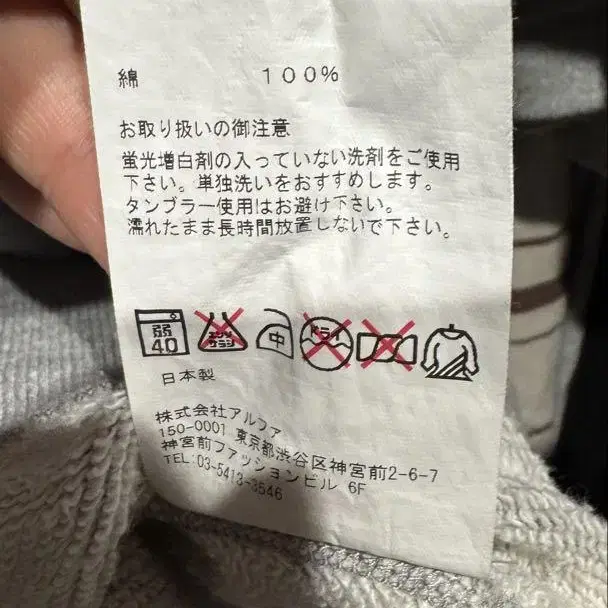 綿 100%
お取り扱いの御注意
蛍光増白剤の入っていない洗剤をご使用
下さい。単独洗いをおすすめします。
タンブラー使用はお避け下さい。
濡れたまま長時間放置しないで下さい。
弱 40
エンソ サラシ
中
ドライ
日本製
株式会社アルファ
150-0001 東京都渋谷区神宮前2-6-7
神宮前ファッションビル 6F
TEL:03-5413-3546